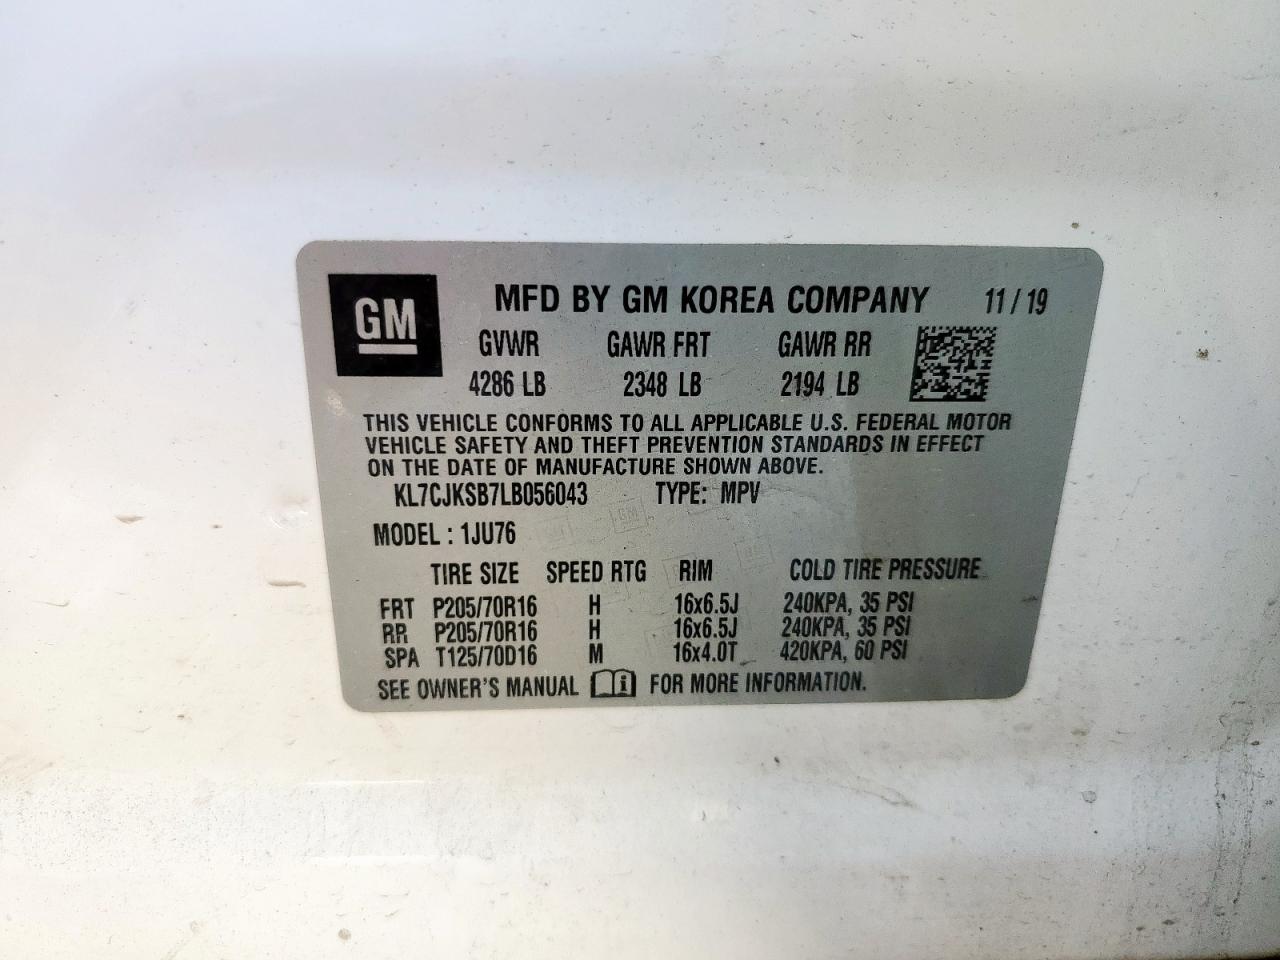 GM
MFD BY GM KOREA COMPANY 11 / 19
GVWR GAWR FRT GAWR RR
4286 LB 2348 LB 2194 LB
THIS VEHICLE CONFORMS TO ALL APPLICABLE U.S. FEDERAL MOTOR
VEHICLE SAFETY AND THEFT PREVENTION STANDARDS IN EFFECT
ON THE DATE OF MANUFACTURE SHOWN ABOVE.
KL7CJKSB7LB056043 TYPE: MPV
MODEL : 1JU76
TIRE SIZE SPEED RTG RIM COLD TIRE PRESSURE
FRT P205/70R16 H 16x6.5J 240KPA, 35 PSI
RR P205/70R16 H 16x6.5J 240KPA, 35 PSI
SPA T125/70D16 M 16x4.0T 420KPA, 60 PSI
SEE OWNER'S MANUAL i FOR MORE INFORMATION.